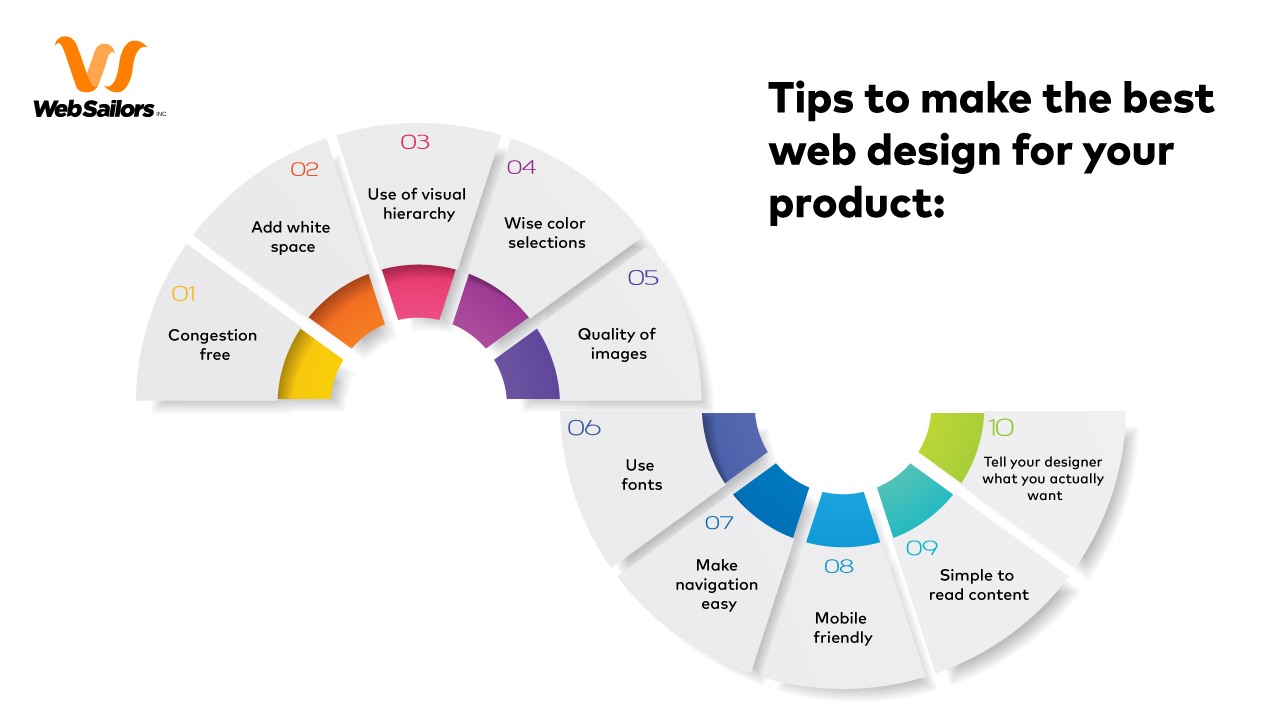 WebSailors INC.
Tips to make the best
web design for your
product:
01
Congestion
free
02
Add white
space
03
Use of visual
hierarchy
04
Wise color
selections
05
Quality of
images
06
Use
fonts
07
Make
navigation
easy
08
Mobile
friendly
09
Simple to
read content
10
Tell your designer
what you actually
want